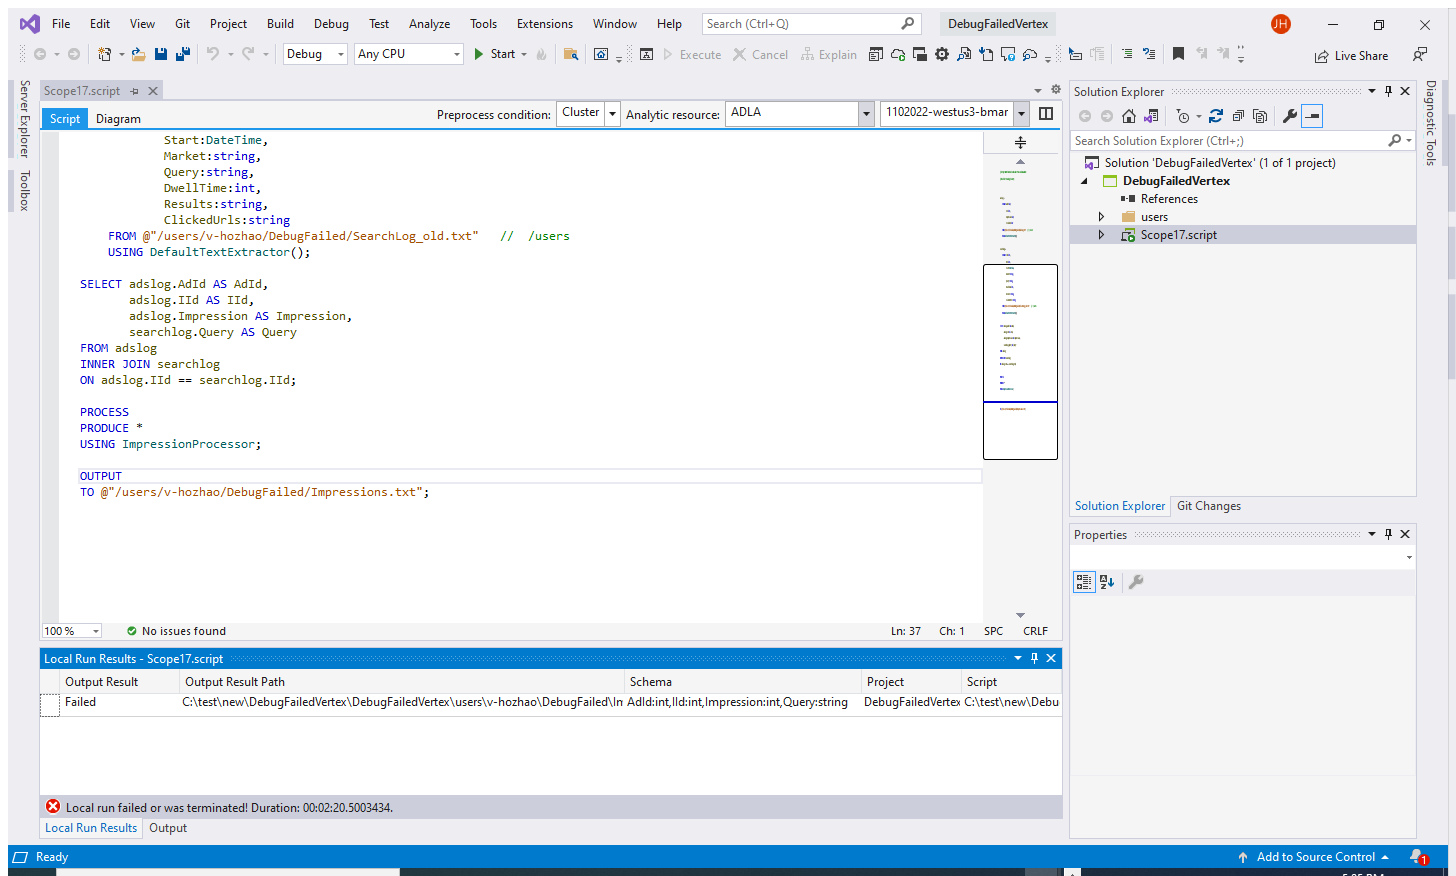 File Edit View Git Project Build Debug Test Analyze Tools Extensions Window Help Search (Ctrl+Q) DebugFailedVertex JH
Debug Any CPU Start Execute Cancel Explain Live Share
Server Explorer
Toolbox
Scope17.script
Script Diagram Preprocess condition: Cluster Analytic resource: ADLA 1102022-westus3-bmar
Start:DateTime,
Market:string,
Query:string,
DwellTime:int,
Results:string,
ClickedUrls:string
FROM @"/users/v-hozhao/DebugFailed/SearchLog_old.txt" // /users
USING DefaultTextExtractor();
SELECT adslog.AdId AS AdId,
adslog.IId AS IId,
adslog.Impression AS Impression,
searchlog.Query AS Query
FROM adslog
INNER JOIN searchlog
ON adslog.IId == searchlog.IId;
PROCESS
PRODUCE *
USING ImpressionProcessor;
OUTPUT
TO @"/users/v-hozhao/DebugFailed/Impressions.txt";
100 % No issues found Ln: 37 Ch: 1 SPC CRLF
Local Run Results - Scope17.script
Output Result Output Result Path Schema Project Script
Failed C:\test\new\DebugFailedVertex\DebugFailedVertex\users\v-hozhao\DebugFailed\Im AdId:int,IId:int,Impression:int,Query:string DebugFailedVertex C:\test\new\Debu
Local run failed or was terminated! Duration: 00:02:20.5003434.
Local Run Results Output
Solution Explorer
Search Solution Explorer (Ctrl+;)
Solution 'DebugFailedVertex' (1 of 1 project)
DebugFailedVertex
References
users
Scope17.script
Solution Explorer Git Changes
Properties
Diagnostic Tools
Ready Add to Source Control 1